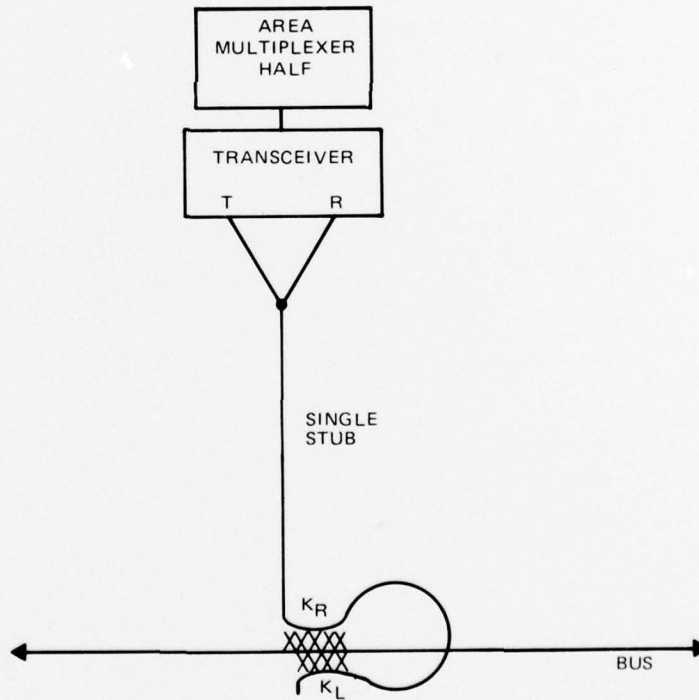 AREA
MULTIPLEXER
HALF
TRANSCEIVER
T R
SINGLE
STUB
KR
BUS
KL